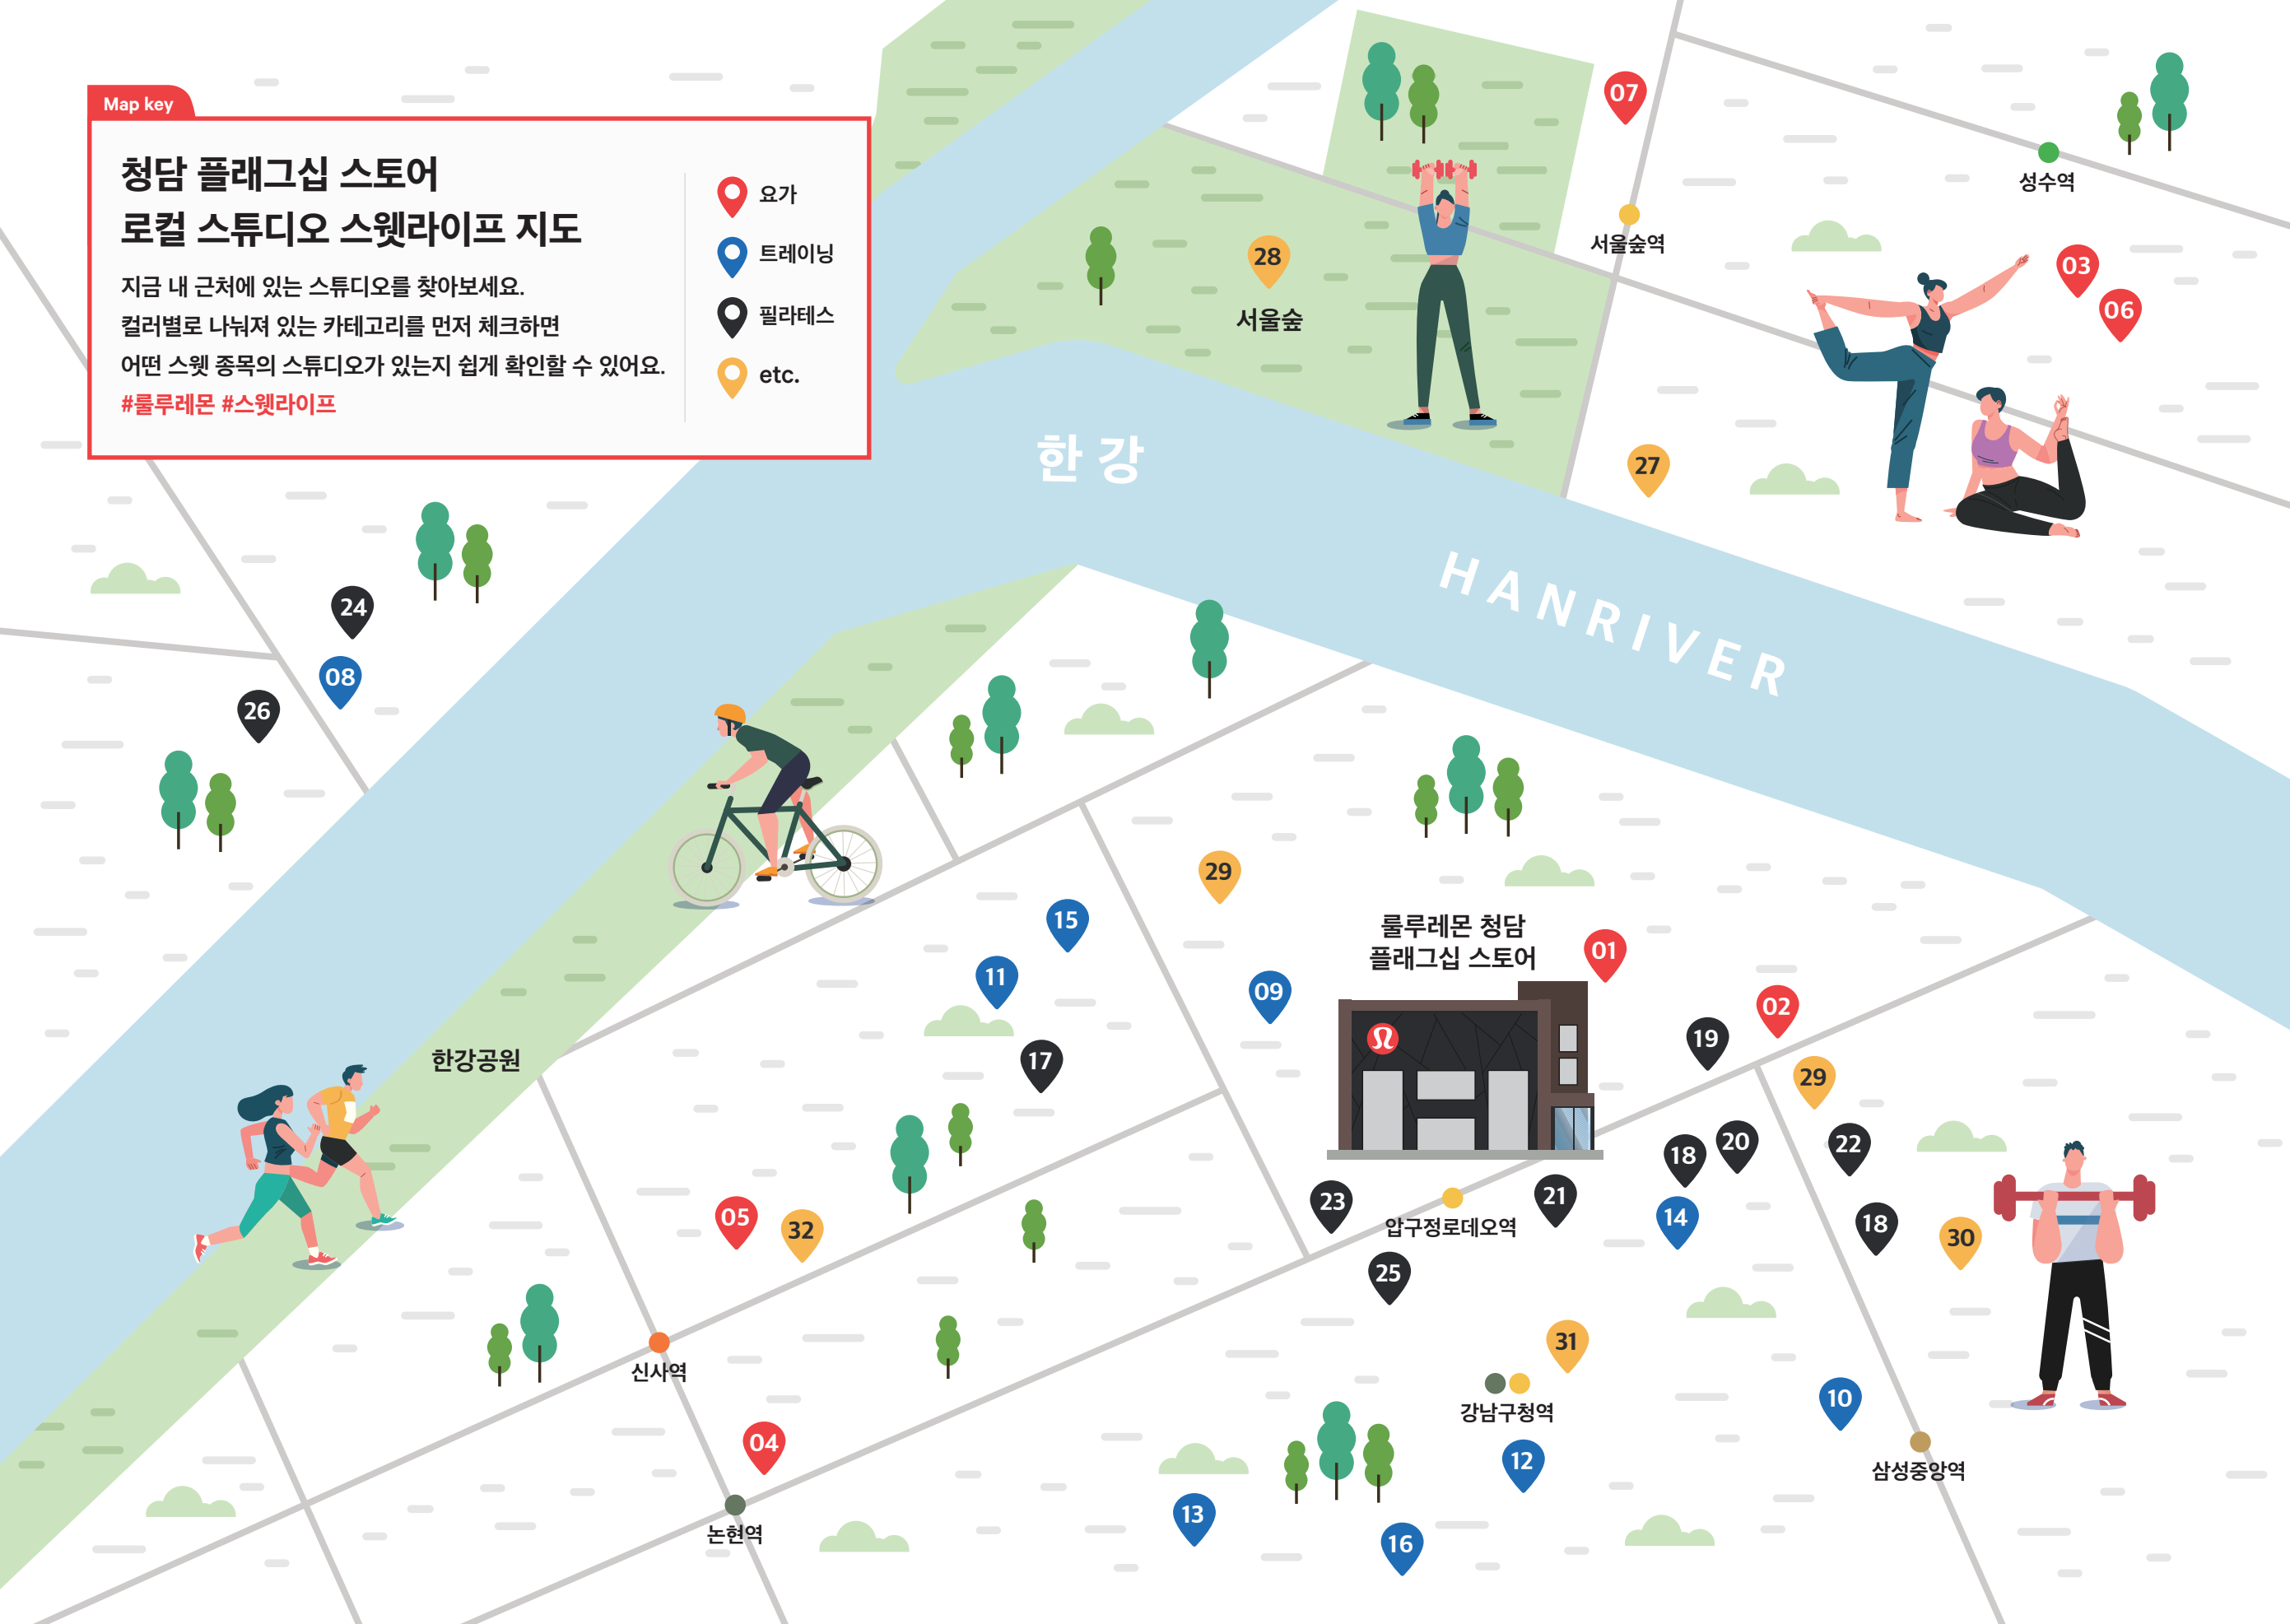 Map key
청담 플래그십 스토어
로컬 스튜디오 스웻라이프 지도
지금 내 근처에 있는 스튜디오를 찾아보세요.
컬러별로 나눠져 있는 카테고리를 먼저 체크하면
어떤 스웻 종목의 스튜디오가 있는지 쉽게 확인할 수 있어요.
#룰루레몬 #스웻라이프
요가
트레이닝
필라테스
etc.
07
성수역
서울숲역
28
서울숲
03
06
한강
27
HANRIVER
24
08
26
29
15
11
09
룰루레몬 청담
플래그십 스토어
01
02
19
한강공원
17
29
18
20
22
23
21
압구정로데오역
14
18
30
05
32
25
신사역
31
강남구청역
10
04
12
삼성중앙역
논현역
13
16